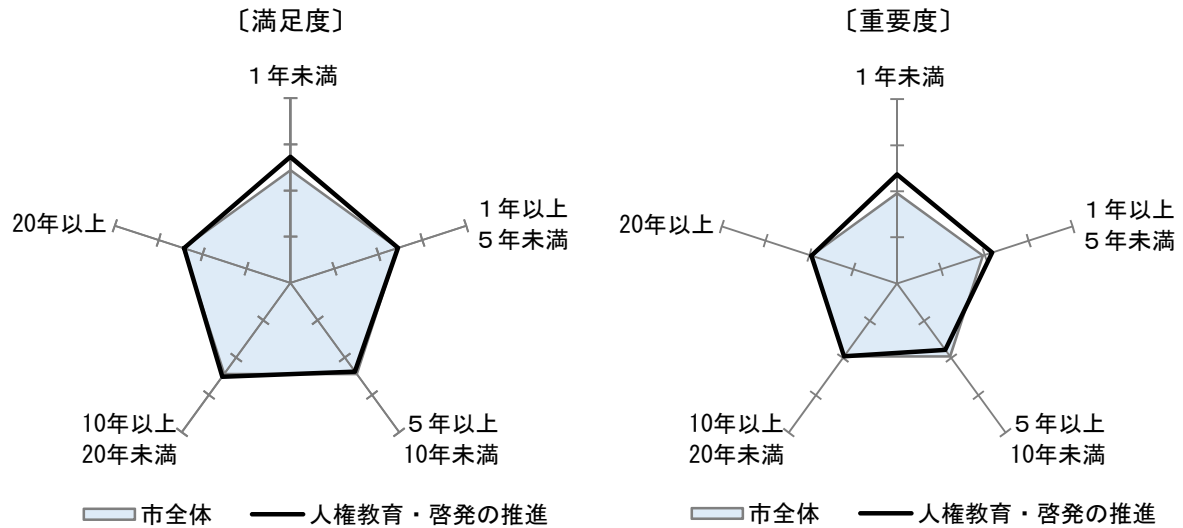 〔満足度〕
１年未満
１年以上
５年未満
５年以上
10年未満
10年以上
20年未満
20年以上
市全体
人権教育・啓発の推進
〔重要度〕
１年未満
１年以上
５年未満
５年以上
10年未満
10年以上
20年未満
20年以上
市全体
人権教育・啓発の推進